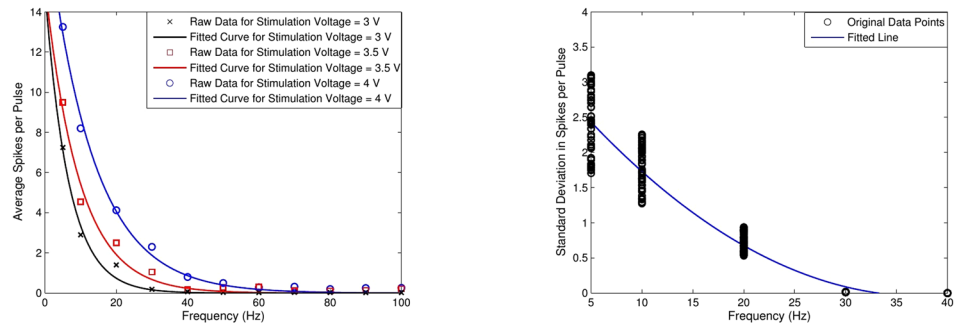 Average Spikes per Pulse
14
12
10
8
6
4
2
0
0 20 40 60 80 100
Frequency (Hz)
Raw Data for Stimulation Voltage = 3 V
Fitted Curve for Stimulation Voltage = 3 V
Raw Data for Stimulation Voltage = 3.5 V
Fitted Curve for Stimulation Voltage = 3.5 V
Raw Data for Stimulation Voltage = 4 V
Fitted Curve for Stimulation Voltage = 4 V
Standard Deviation in Spikes per Pulse
4
3.5
3
2.5
2
1.5
1
0.5
0
5 10 15 20 25 30 35 40
Frequency (Hz)
Original Data Points
Fitted Line